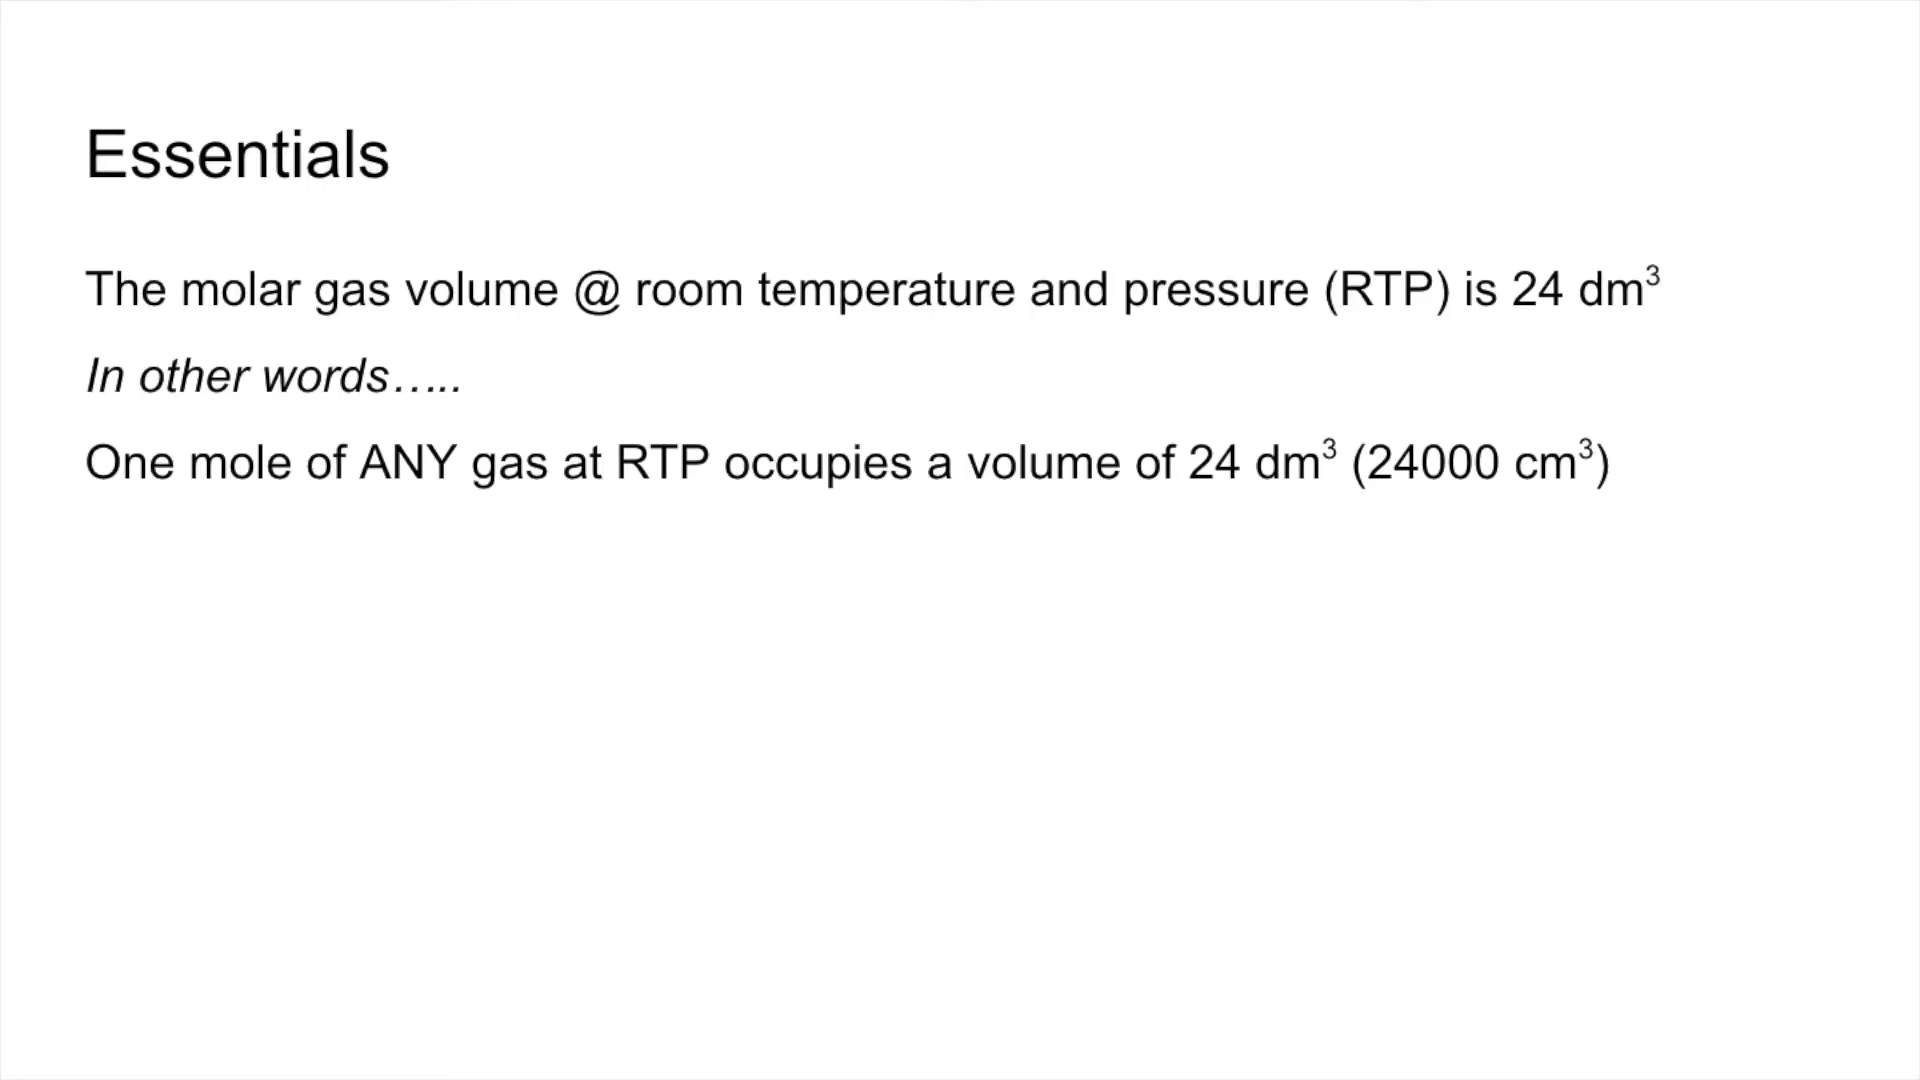 Essentials
The molar gas volume @ room temperature and pressure (RTP) is 24 dm³
In other words…..
One mole of ANY gas at RTP occupies a volume of 24 dm³ (24000 cm³)